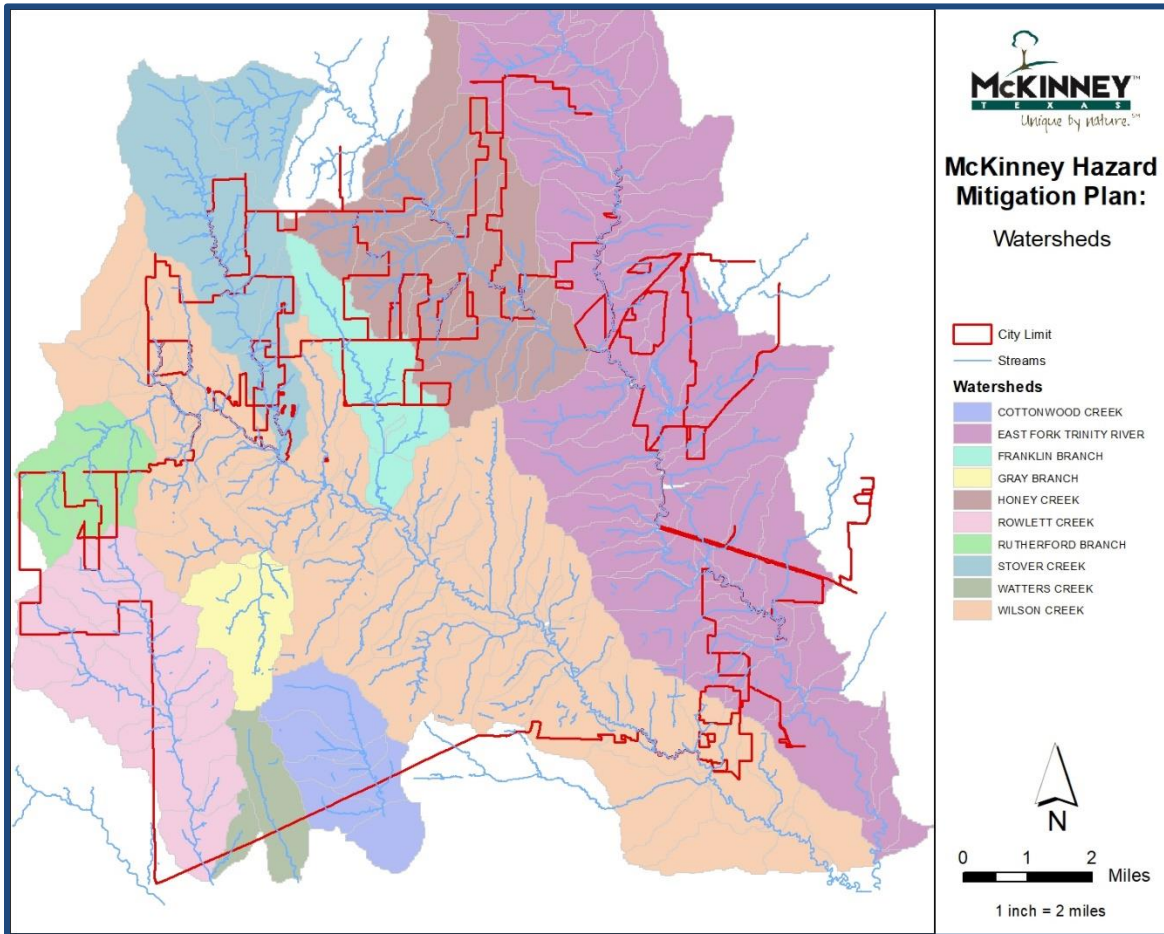 McKINNEY™
TEXAS
Unique by nature.℠
McKinney Hazard
Mitigation Plan:
Watersheds
City Limit
Streams
Watersheds
COTTONWOOD CREEK
EAST FORK TRINITY RIVER
FRANKLIN BRANCH
GRAY BRANCH
HONEY CREEK
ROWLETT CREEK
RUTHERFORD BRANCH
STOVER CREEK
WATTERS CREEK
WILSON CREEK
N
0 1 2
Miles
1 inch = 2 miles